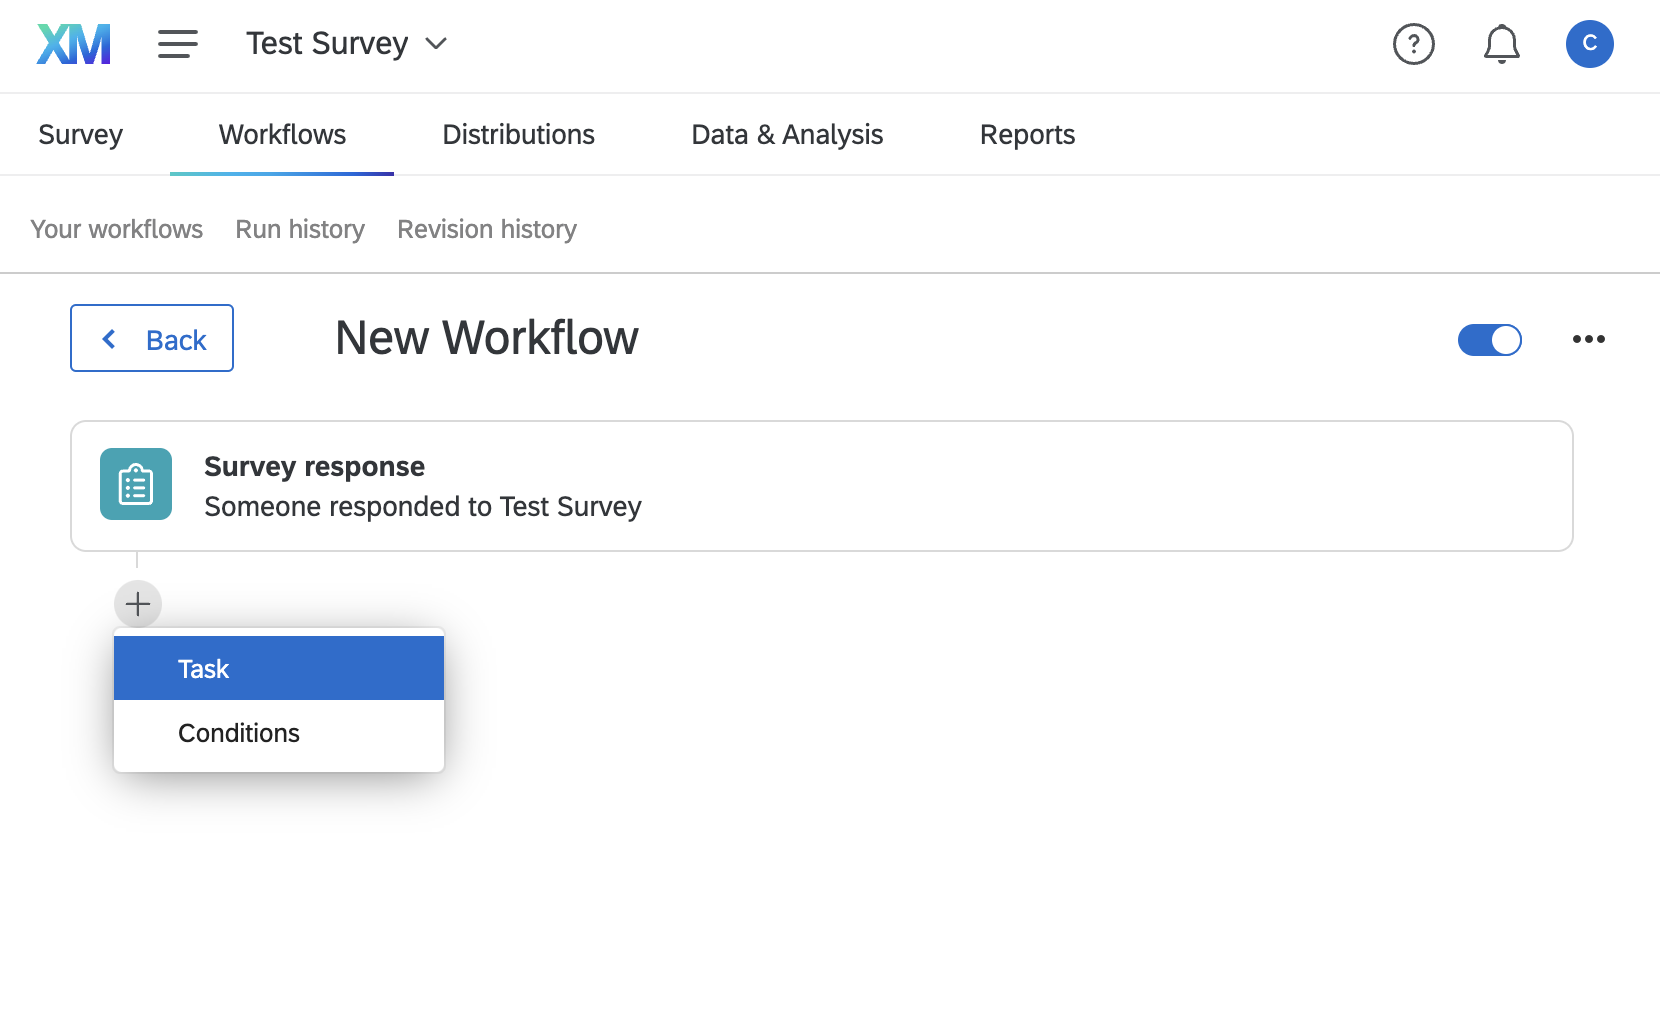 XM Test Survey ? C
Survey Workflows Distributions Data & Analysis Reports
Your workflows Run history Revision history
Back New Workflow
Survey response
Someone responded to Test Survey
Task
Conditions